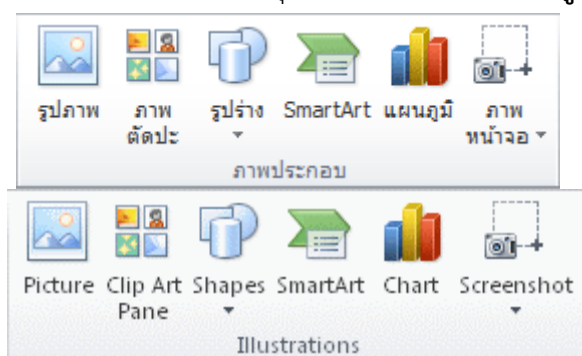 รูปภาพ ภาพ รูปร่าง SmartArt แผนภูมิ ภาพ
ตัดปะ หน้าจอ
ภาพประกอบ
Picture Clip Art Shapes SmartArt Chart Screenshot
Pane
Illustrations